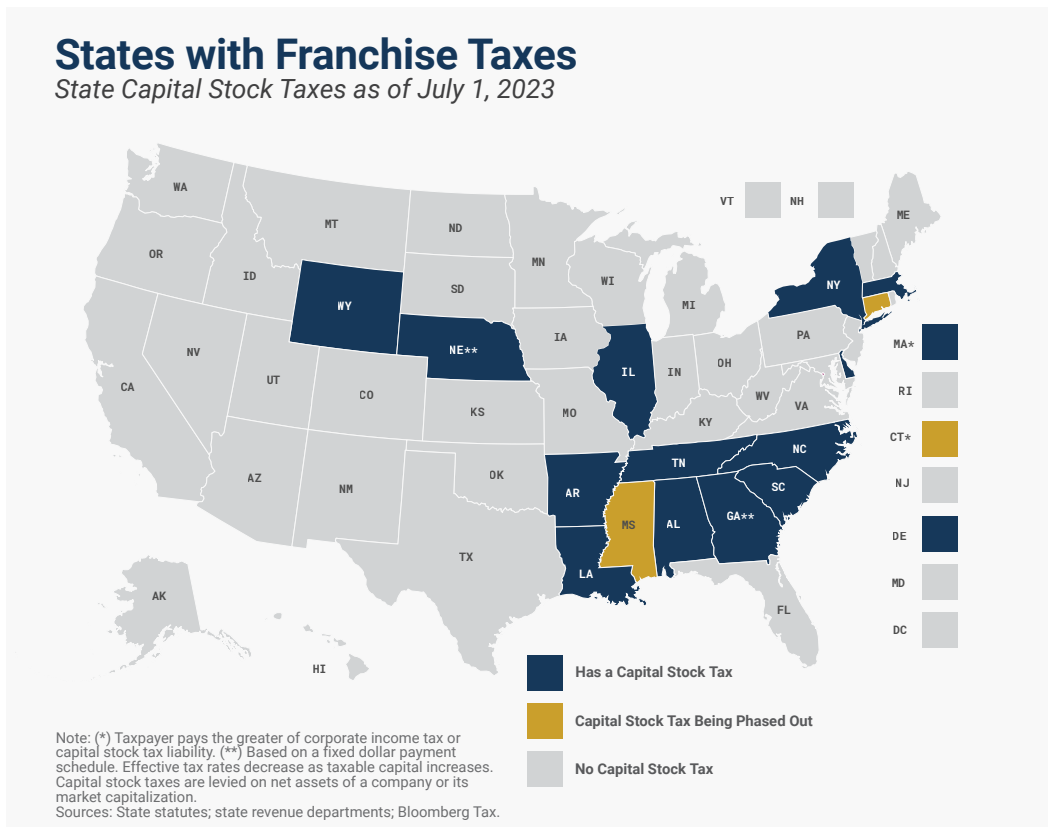 States with Franchise Taxes
State Capital Stock Taxes as of July 1, 2023
WA
MT
ND
MN
VT
NH
ME
OR
ID
SD
WI
MI
NY
WY
NE**
IA
PA
MA*
NV
UT
CO
KS
MO
IL
IN
OH
WV
VA
KY
CA
RI
CT*
AZ
NM
OK
AR
TN
NC
SC
NJ
TX
LA
MS
AL
GA**
DE
AK
HI
FL
MD
DC
Has a Capital Stock Tax
Capital Stock Tax Being Phased Out
No Capital Stock Tax
Note: (*) Taxpayer pays the greater of corporate income tax or
capital stock tax liability. (**) Based on a fixed dollar payment
schedule. Effective tax rates decrease as taxable capital increases.
Capital stock taxes are levied on net assets of a company or its
market capitalization.
Sources: State statutes; state revenue departments; Bloomberg Tax.